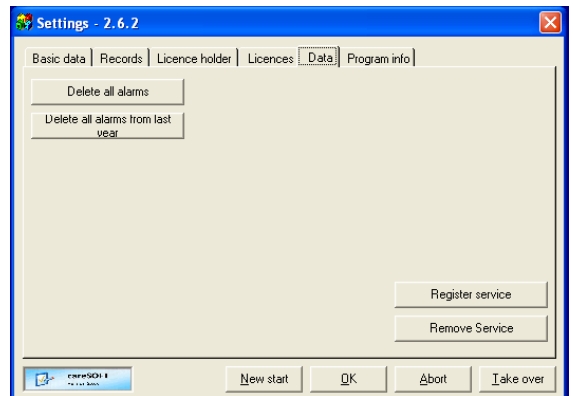 Settings - 2.6.2
Basic data Records Licence holder Licences Data Program info
Delete all alarms
Delete all alarms from last
year
Register service
Remove Service
careSOFT
New start OK Abort Take over